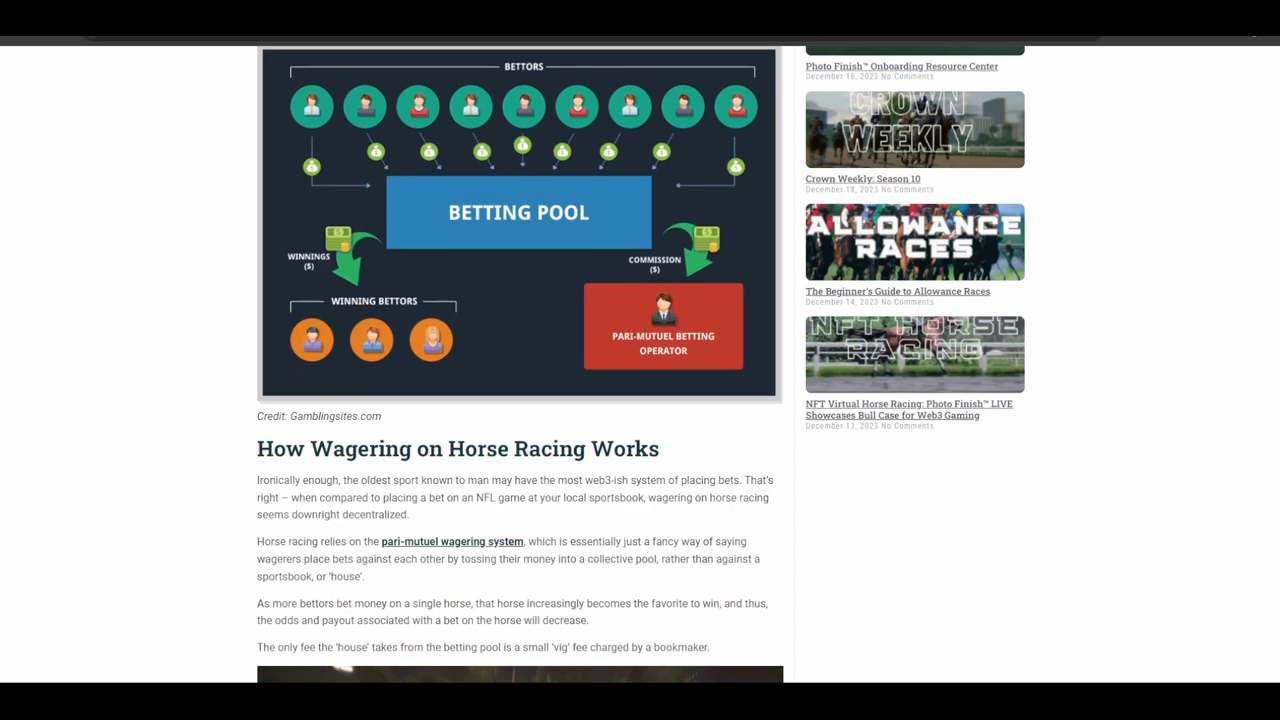 BETTORS
BETTING POOL
WINNINGS
($)
COMMISSION
($)
WINNING BETTORS
PARI-MUTUEL BETTING
OPERATOR
Credit: Gamblingsites.com
How Wagering on Horse Racing Works
Ironically enough, the oldest sport known to man may have the most web3-ish system of placing bets. That's
right – when compared to placing a bet on an NFL game at your local sportsbook, wagering on horse racing
seems downright decentralized.
Horse racing relies on the pari-mutuel wagering system, which is essentially just a fancy way of saying
wagerers place bets against each other by tossing their money into a collective pool, rather than against a
sportsbook, or 'house'.
As more bettors bet money on a single horse, that horse increasingly becomes the favorite to win, and thus,
the odds and payout associated with a bet on the horse will decrease.
The only fee the 'house' takes from the betting pool is a small 'vig' fee charged by a bookmaker.
Photo Finish™ Onboarding Resource Center
December 18, 2023 No Comments
CROWN
WEEKLY
Crown Weekly: Season 10
December 18, 2023 No Comments
ALLOWANCE
RACES
The Beginner's Guide to Allowance Races
December 14, 2023 No Comments
NFT HORSE
RACING
NFT Virtual Horse Racing: Photo Finish™ LIVE
Showcases Bull Case for Web3 Gaming
December 13, 2023 No Comments